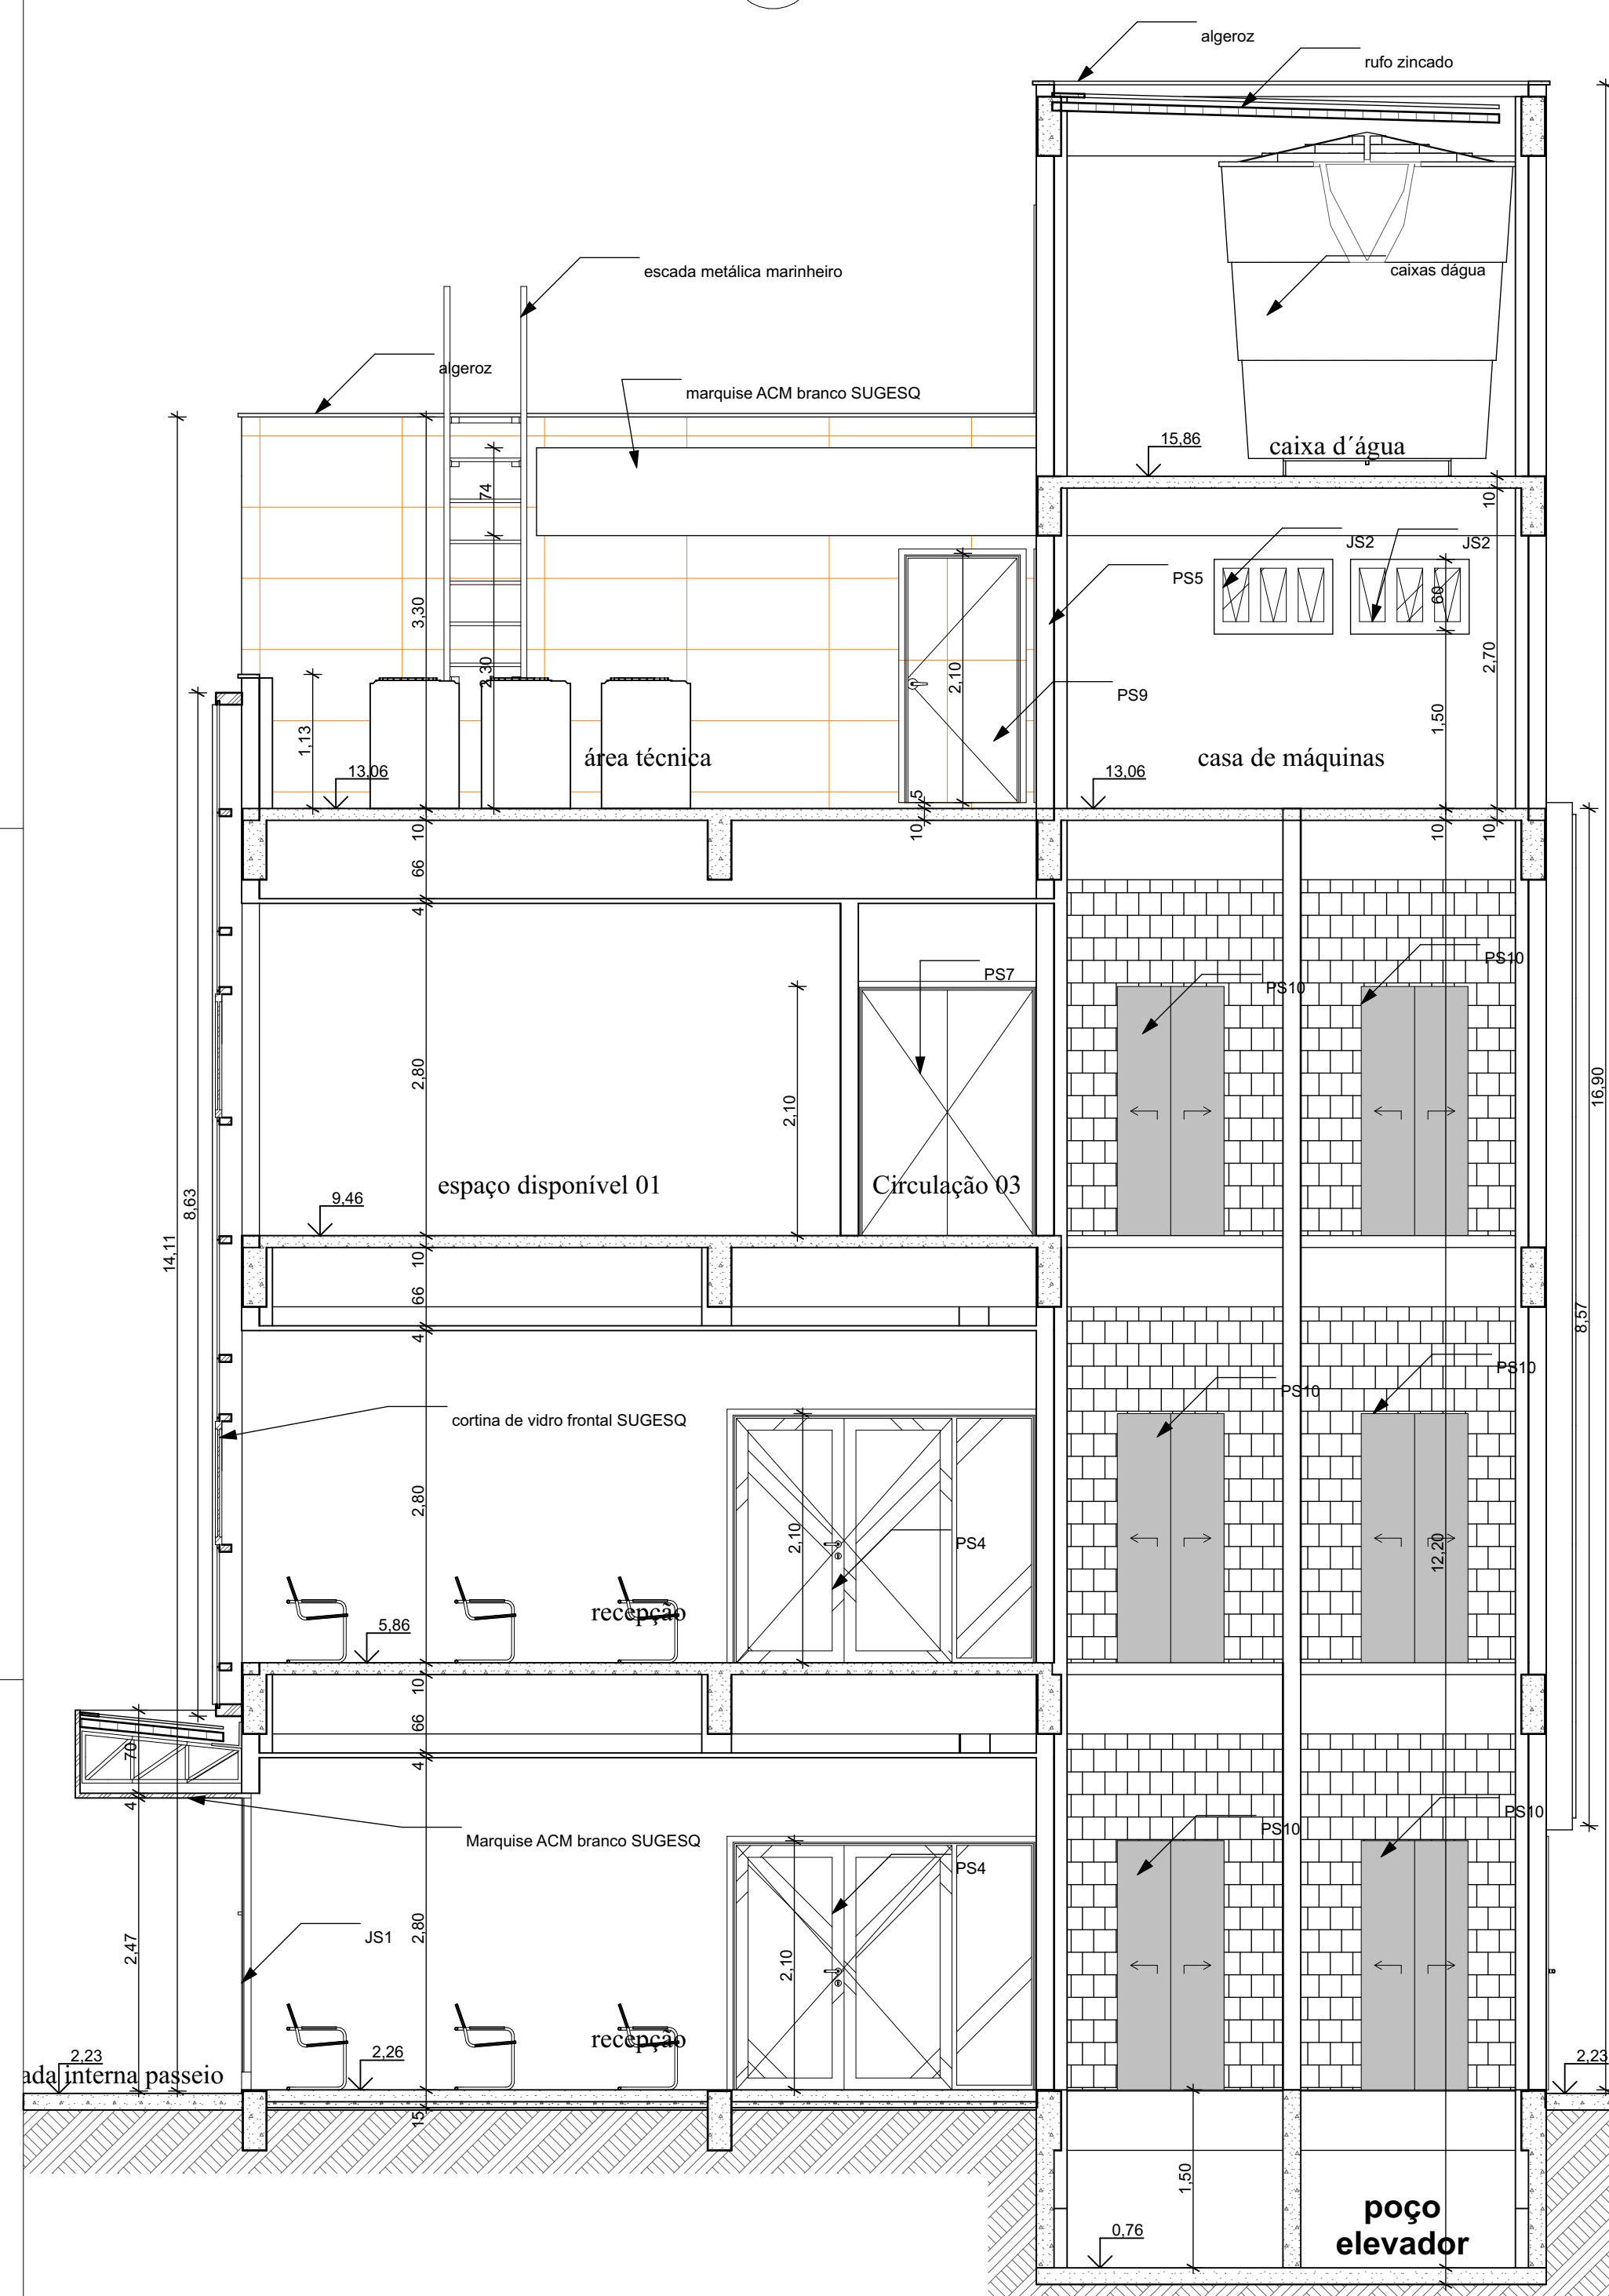 algeroz
rufo zincado
escada metálica marinheiro
caixas dágua
algeroz
marquise ACM branco SUGESQ
15,86
caixa d´água
74
10
JS2
JS2
PS5
60
3,30
2,30
2,10
2,70
PS9
1,50
1,13
área técnica
casa de máquinas
13,06
13,06
5
10
10
10
10
66
4
PS10
PS7
PS10
2,80
2,10
16,90
espaço disponível 01
Circulação 03
9,46
8,63
14,11
10
66
8,57
4
PS10
PS10
cortina de vidro frontal SUGESQ
2,80
2,10
PS4
12,20
recepção
5,86
10
66
70
4
4
PS10
PS10
Marquise ACM branco SUGESQ
PS4
JS1
2,47
2,80
2,10
recepção
2,23
2,26
2,23
ada interna passeio
15
1,50
poço
elevador
0,76